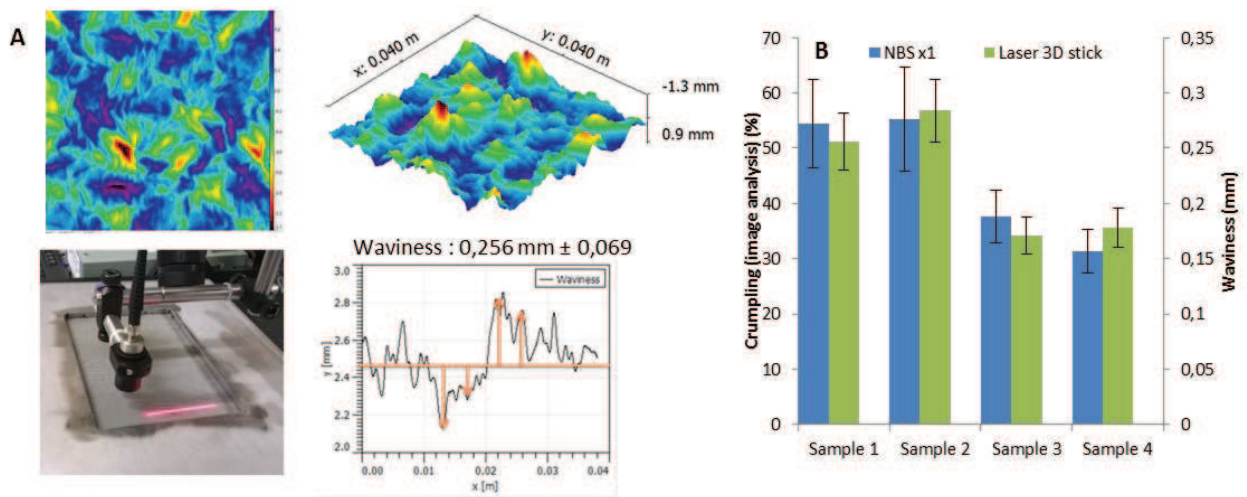 A
x: 0.040 m
y: 0.040 m
-1.3 mm
0.9 mm
Waviness : 0,256 mm ± 0,069
3.0
2.8
2.6
2.4
2.2
2.0
y [mm]
Waviness
0.00
0.01
0.02
0.03
0.04
x [m]
B
NBS x1
Laser 3D stick
70
60
50
40
30
20
10
0
Crumpling (image analysis) (%)
0,35
0,3
0,25
0,2
0,15
0,1
0,05
0
Waviness (mm)
Sample 1
Sample 2
Sample 3
Sample 4